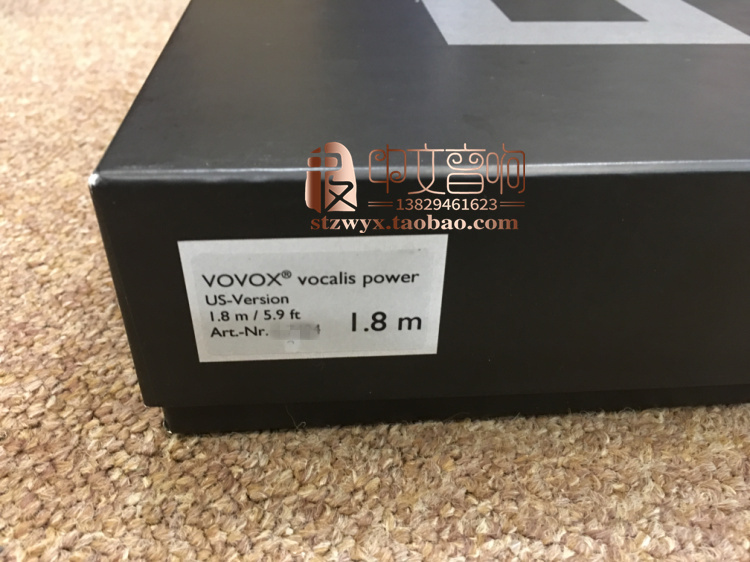 中文音响
13829461623
stzwyx.taobao.com
VOVOX® vocalis power
US-Version
1.8 m / 5.9 ft
Art.-Nr.
1.8 m